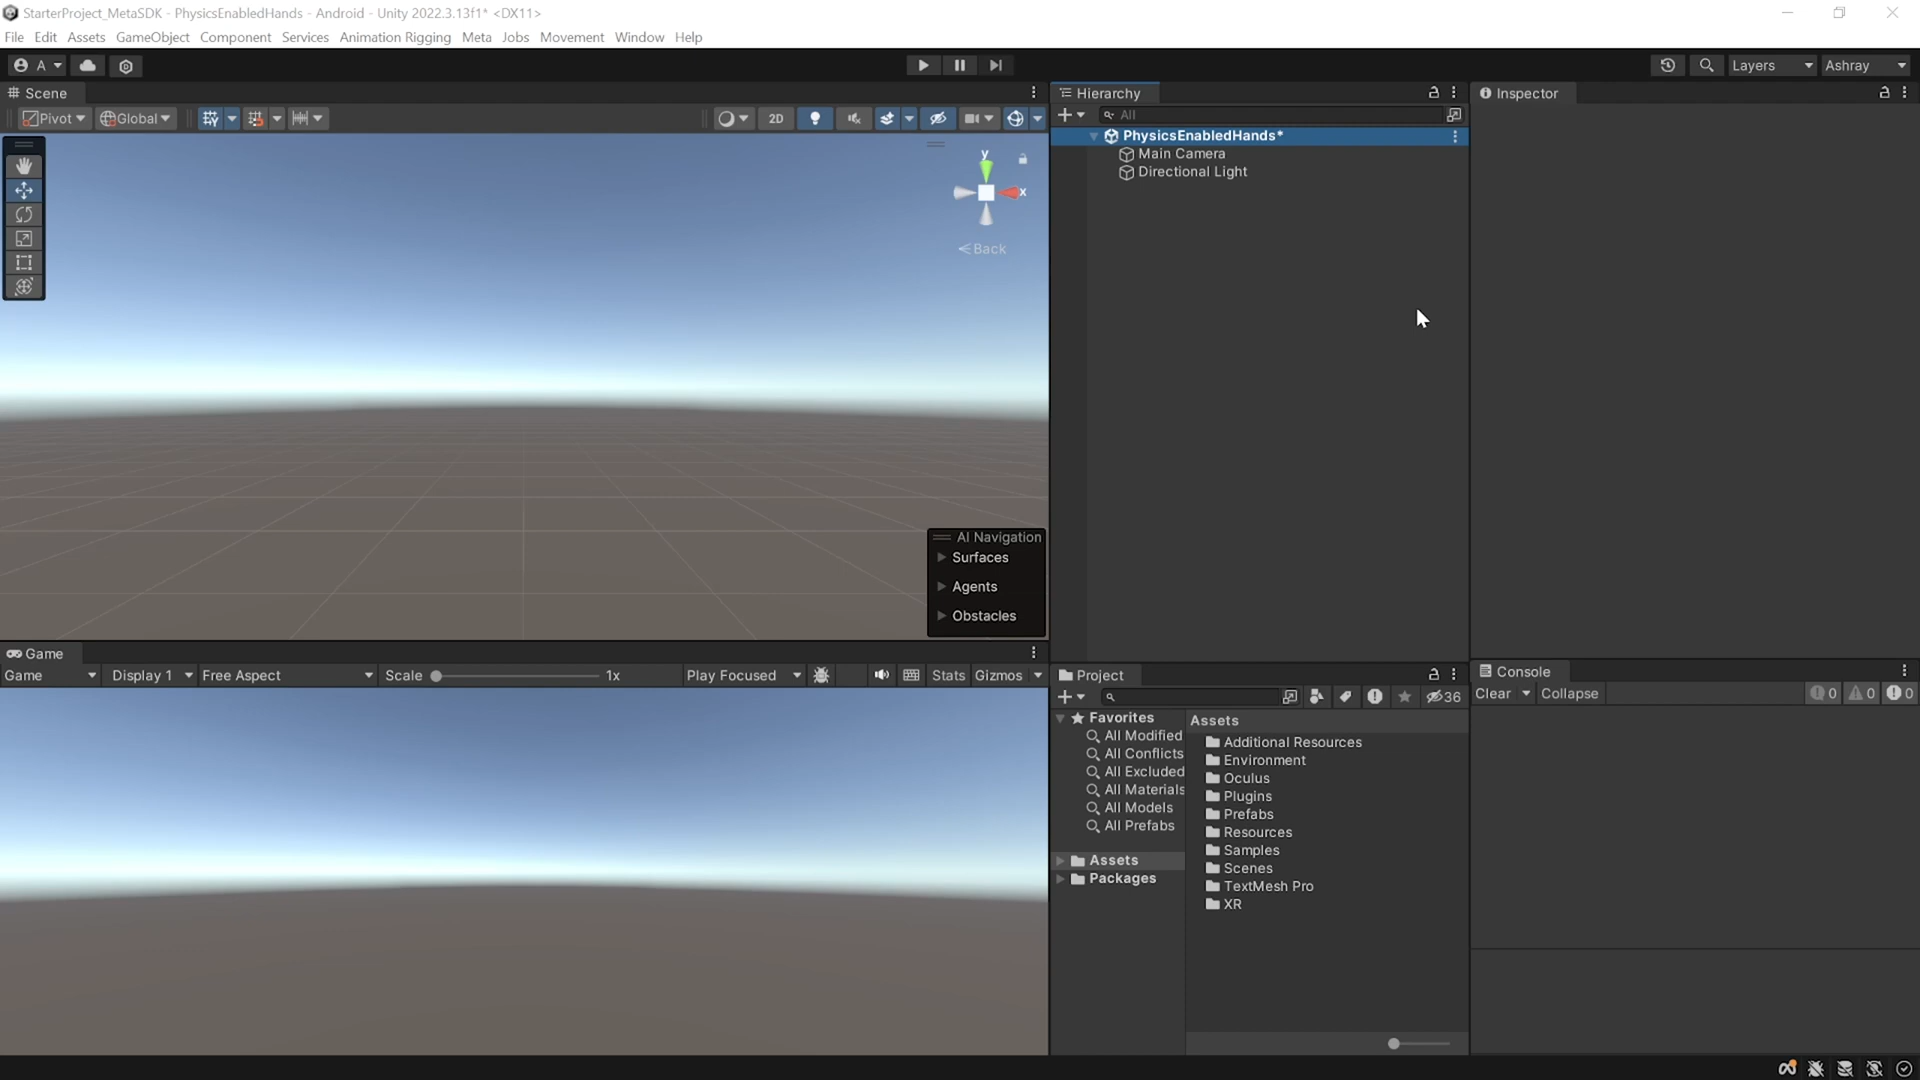 StarterProject_MetaSDK - PhysicsEnabledHands - Android - Unity 2022.3.13f1* <DX11>
File Edit Assets GameObject Component Services Animation Rigging Meta Jobs Movement Window Help
A Layers Ashray
Scene
Pivot Global 2D
y
x
Back
AI Navigation
Surfaces
Agents
Obstacles
Game
Game Display 1 Free Aspect Scale 1x Play Focused Stats Gizmos
Hierarchy
All
PhysicsEnabledHands*
Main Camera
Directional Light
Inspector
Project
36
Favorites
All Modified
All Conflicts
All Excluded
All Materials
All Models
All Prefabs
Assets
Packages
Assets
Additional Resources
Environment
Oculus
Plugins
Prefabs
Resources
Samples
Scenes
TextMesh Pro
XR
Console
Clear Collapse 0 0 0